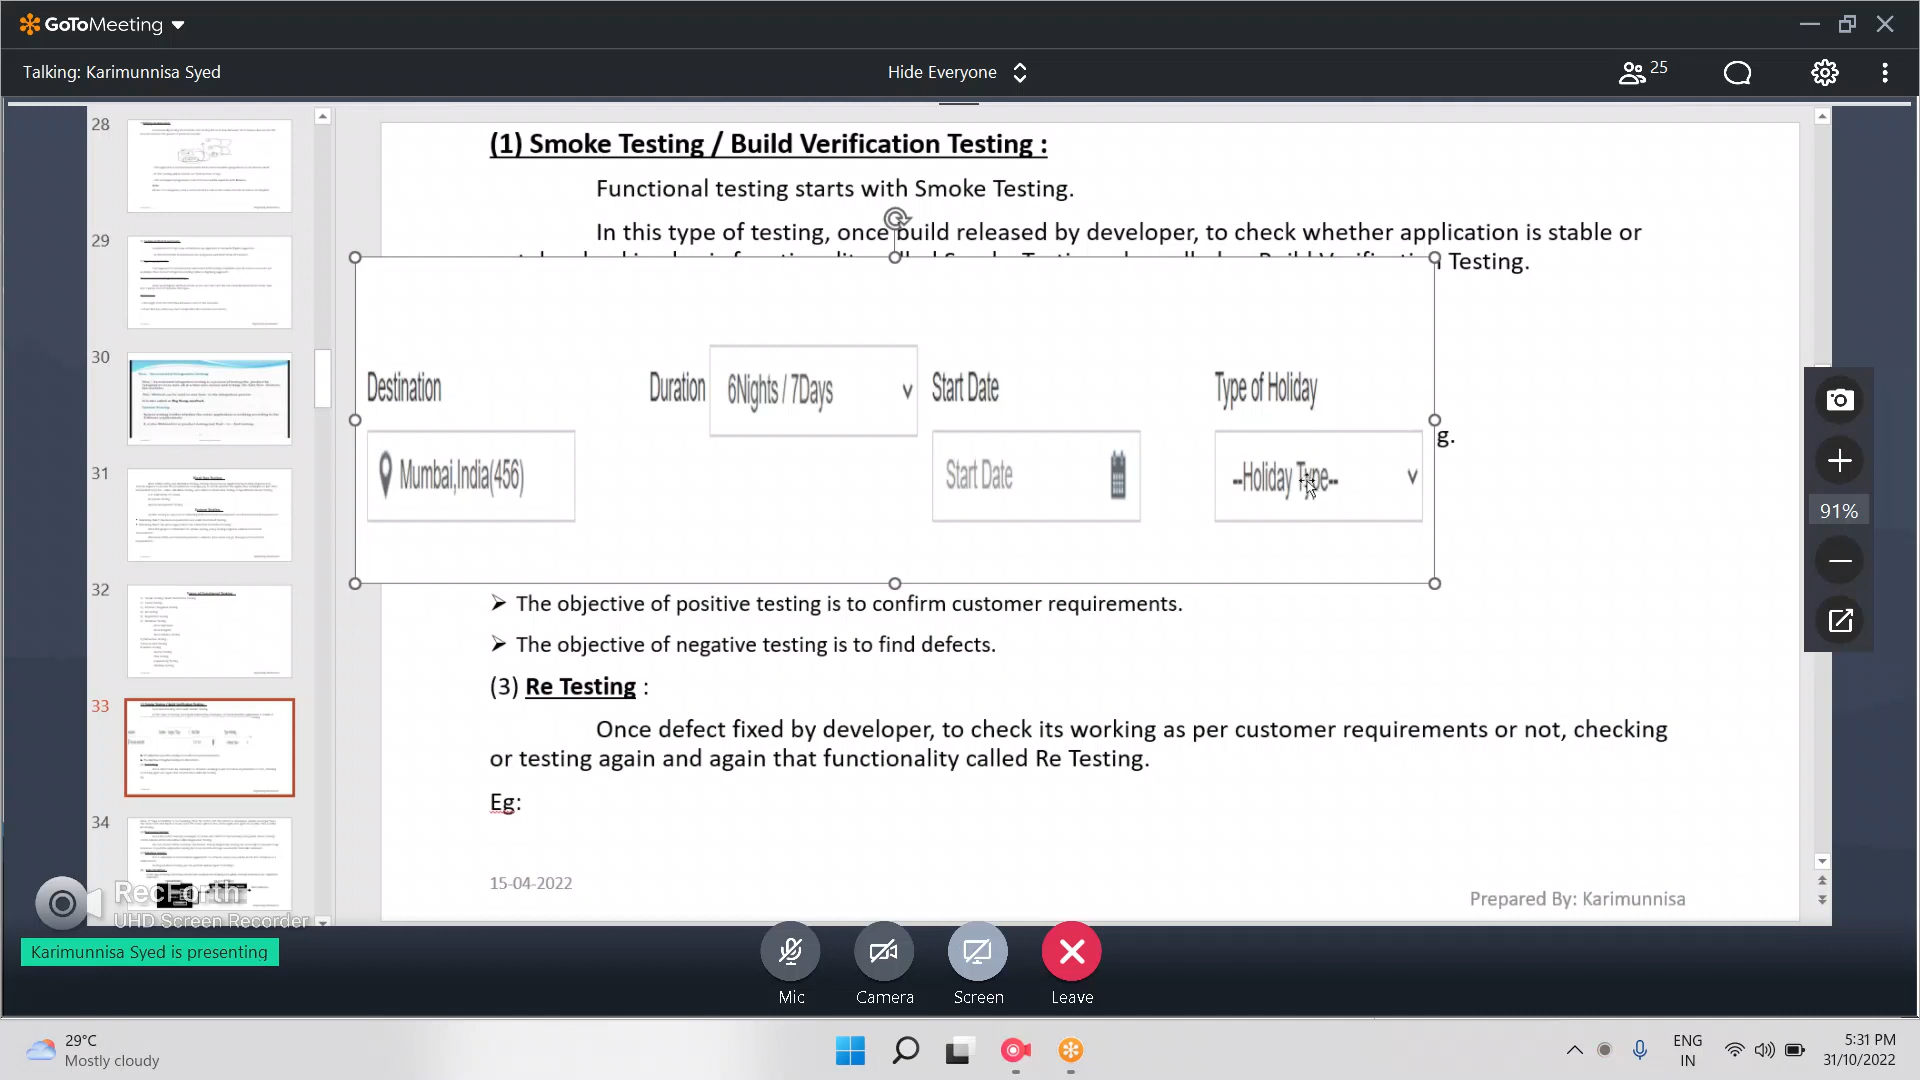 GoToMeeting
Talking: Karimunnisa Syed
Hide Everyone
25
28
29
30
31
32
33
34
(1) Smoke Testing / Build Verification Testing :
Functional testing starts with Smoke Testing.
In this type of testing, once build released by developer, to check whether application is stable or
Testing.
Destination
Duration
6Nights / 7Days
Start Date
Type of Holiday
Mumbai,India(456)
Start Date
--Holiday Type--
g.
➢ The objective of positive testing is to confirm customer requirements.
➢ The objective of negative testing is to find defects.
(3) Re Testing :
Once defect fixed by developer, to check its working as per customer requirements or not, checking
or testing again and again that functionality called Re Testing.
Eg:
15-04-2022
Prepared By: Karimunnisa
91%
RecForth
UHD Screen Recorder
Karimunnisa Syed is presenting
Mic
Camera
Screen
Leave
29°C
Mostly cloudy
ENG
IN
5:31 PM
31/10/2022